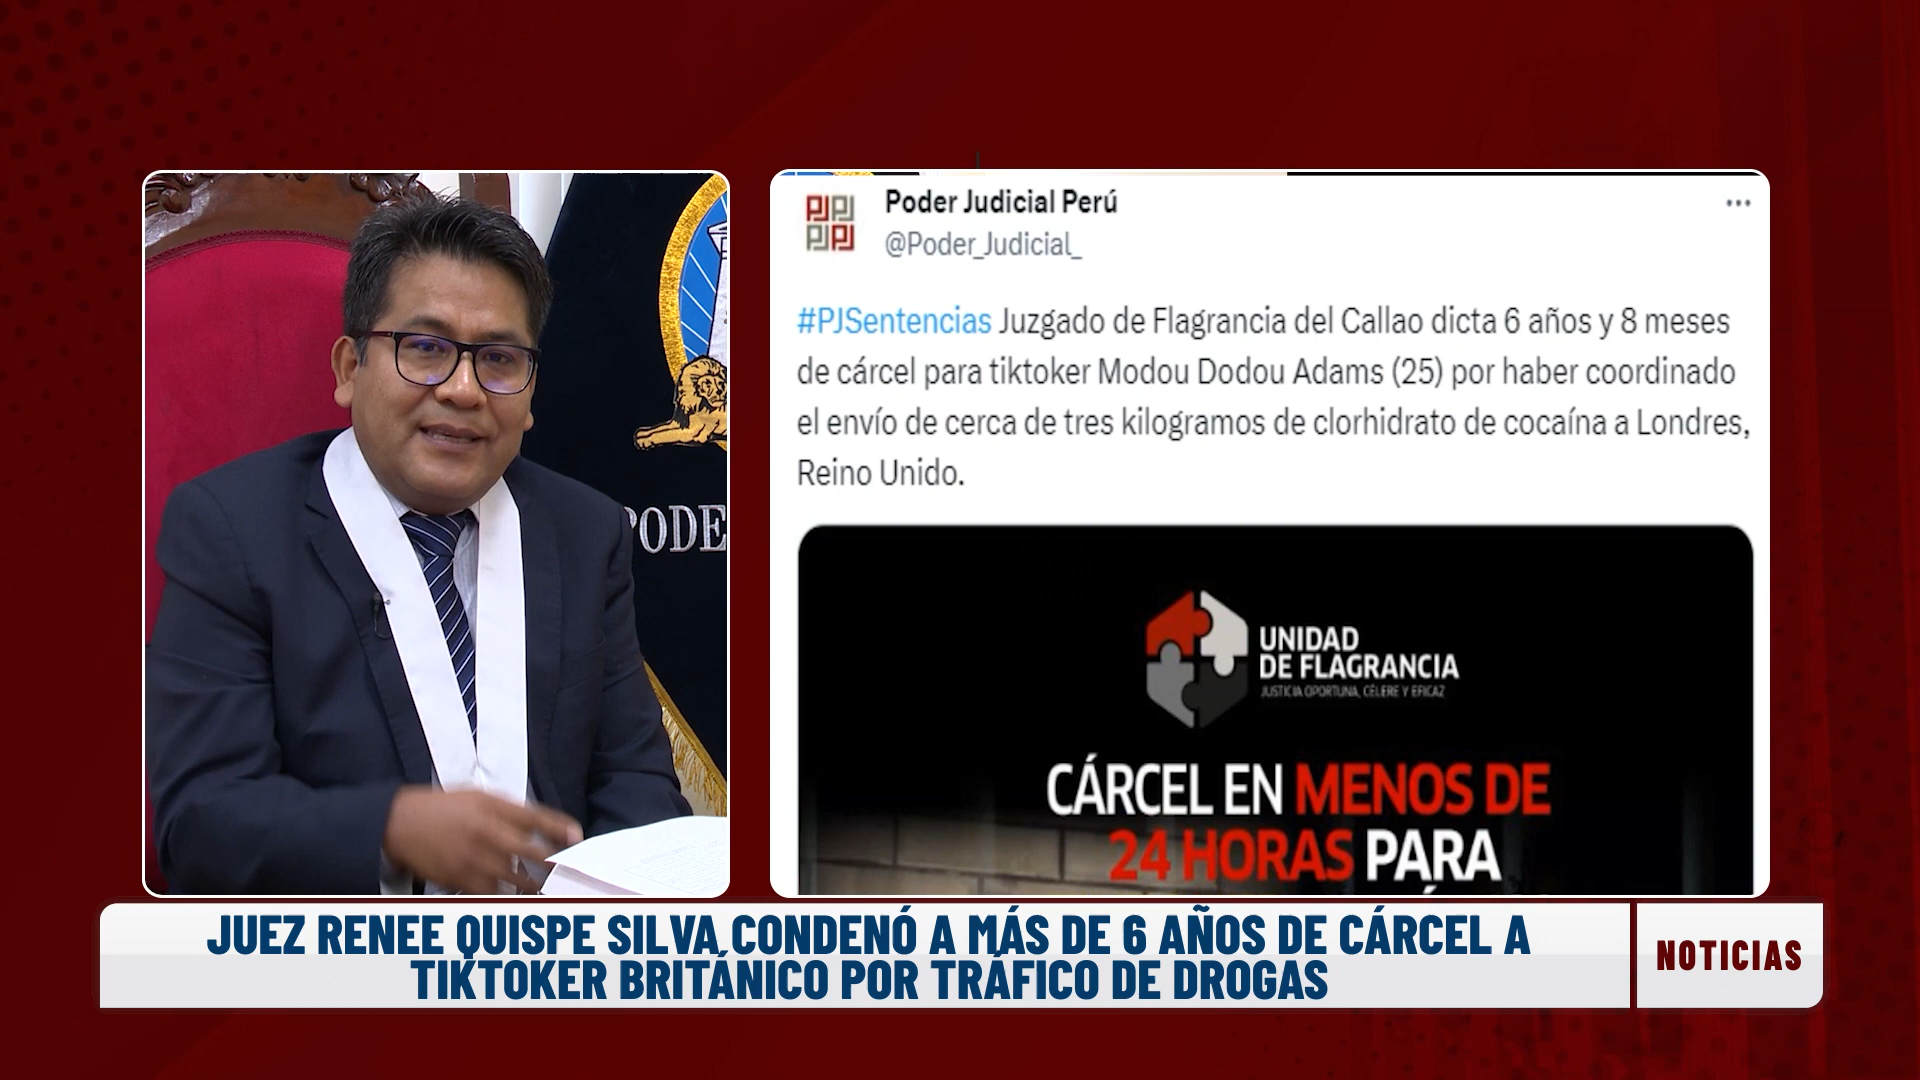 PODE
PJPJ
PJPJ
Poder Judicial Perú
@Poder_Judicial_
#PJSentencias Juzgado de Flagrancia del Callao dicta 6 años y 8 meses
de cárcel para tiktoker Modou Dodou Adams (25) por haber coordinado
el envío de cerca de tres kilogramos de clorhidrato de cocaína a Londres,
Reino Unido.
UNIDAD
DE FLAGRANCIA
JUSTICIA OPORTUNA, CÉLERE Y EFICAZ
CÁRCEL EN MENOS DE
24 HORAS PARA
JUEZ RENEE QUISPE SILVA CONDENÓ A MÁS DE 6 AÑOS DE CÁRCEL A
TIKTOKER BRITÁNICO POR TRÁFICO DE DROGAS
NOTICIAS